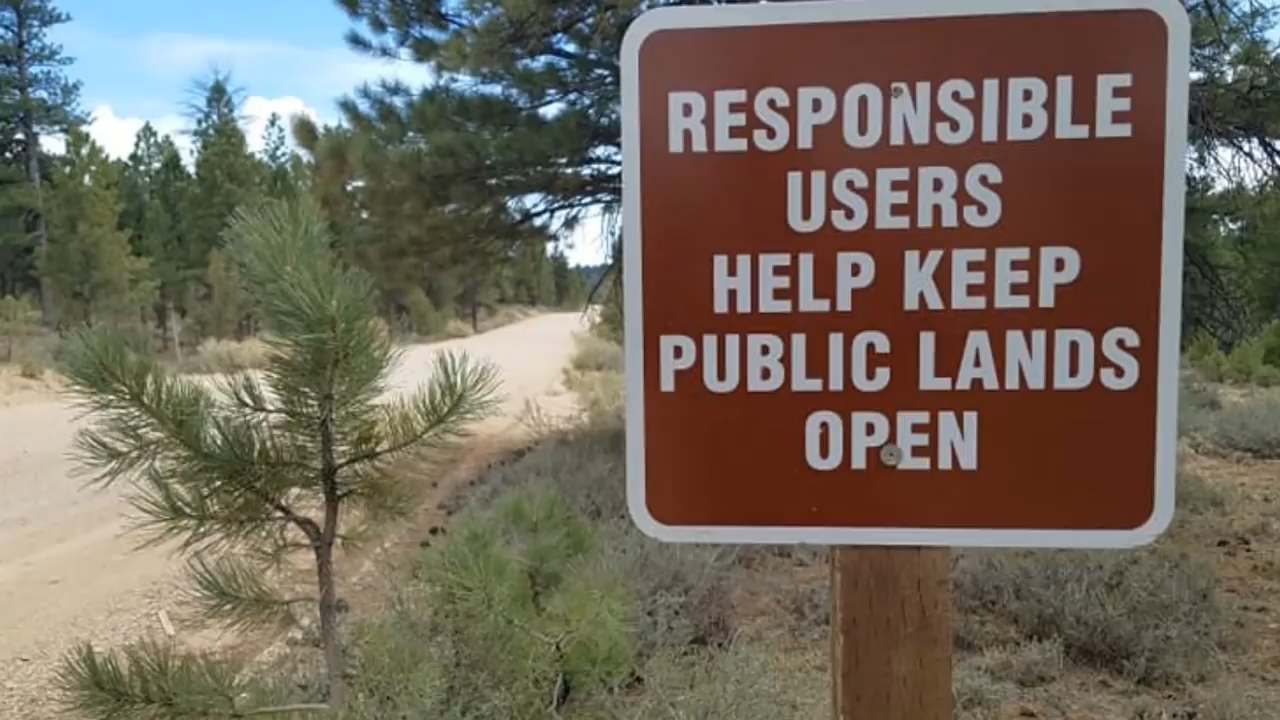 RESPONSIBLE
USERS
HELP KEEP
PUBLIC LANDS
OPEN